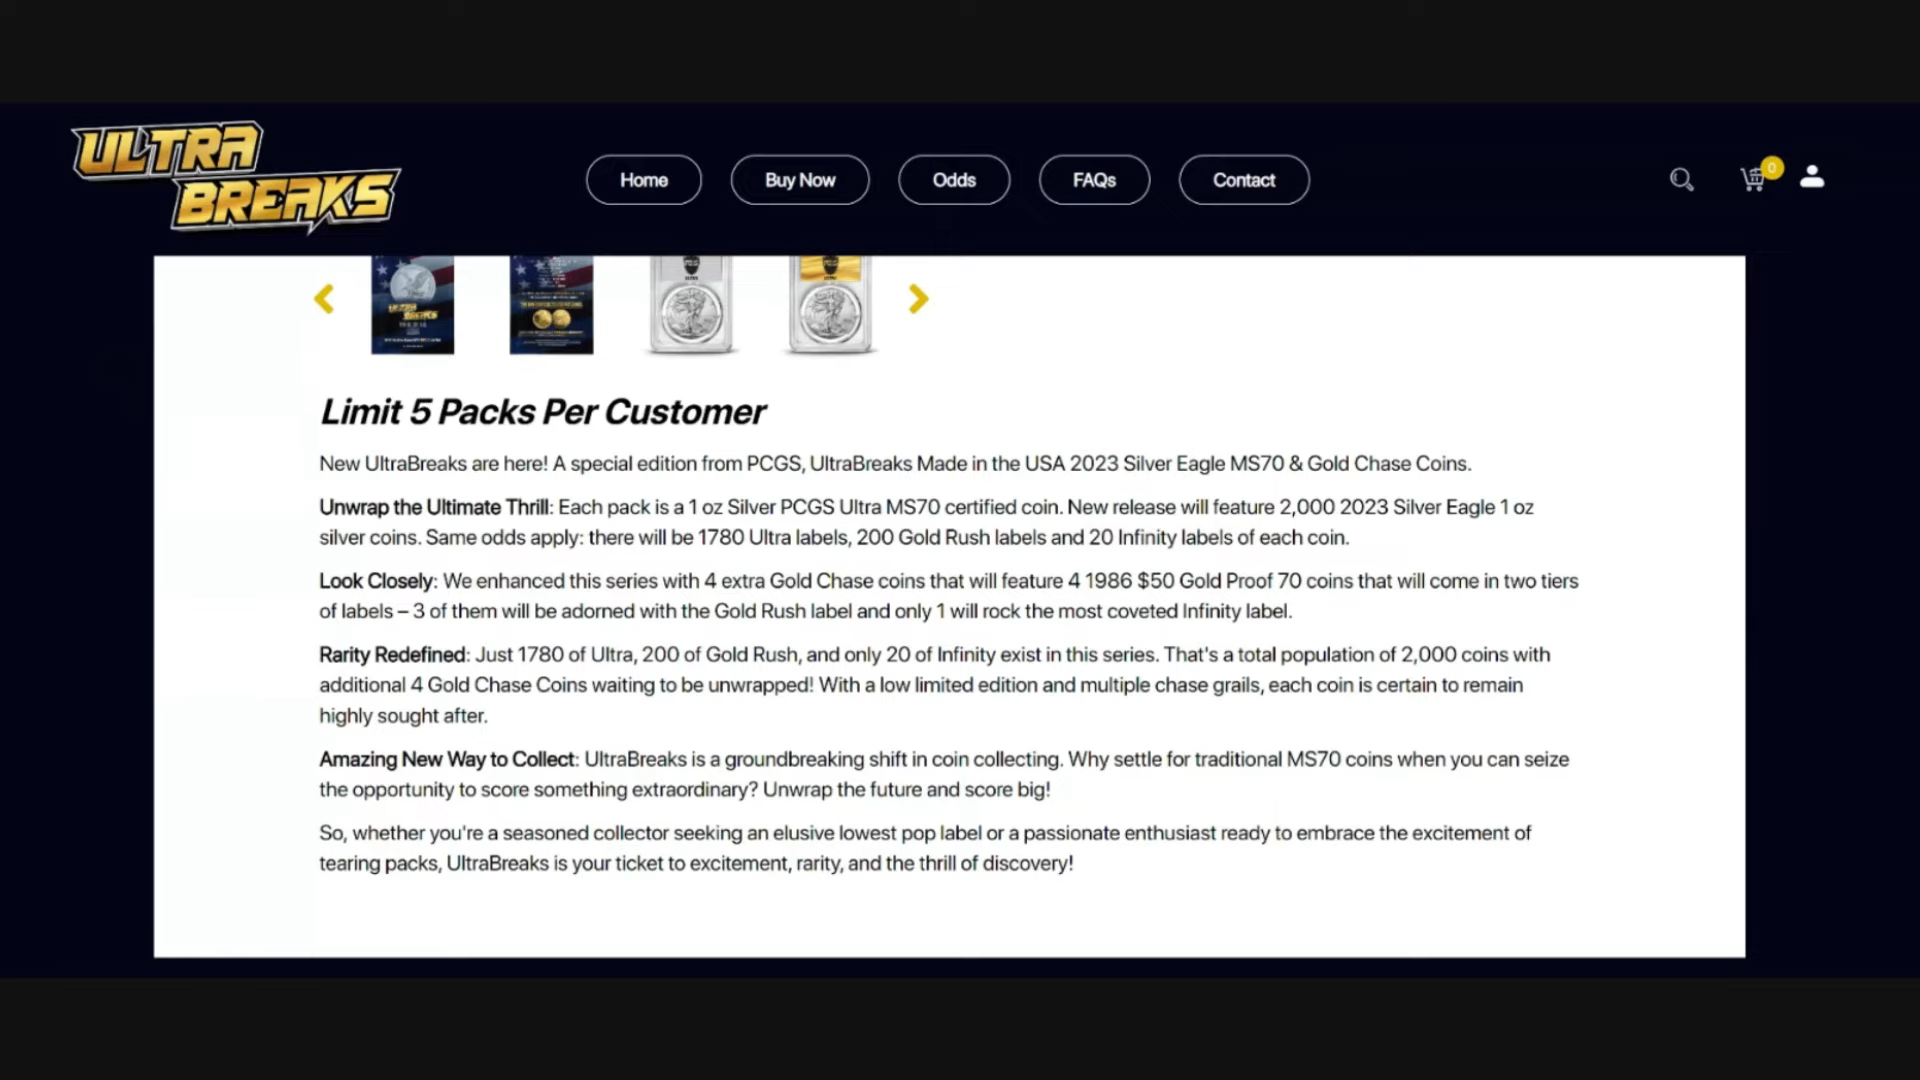 ULTRA
BREAKS
Home
Buy Now
Odds
FAQs
Contact
0
Limit 5 Packs Per Customer
New UltraBreaks are here! A special edition from PCGS, UltraBreaks Made in the USA 2023 Silver Eagle MS70 & Gold Chase Coins.
Unwrap the Ultimate Thrill: Each pack is a 1 oz Silver PCGS Ultra MS70 certified coin. New release will feature 2,000 2023 Silver Eagle 1 oz
silver coins. Same odds apply: there will be 1780 Ultra labels, 200 Gold Rush labels and 20 Infinity labels of each coin.
Look Closely: We enhanced this series with 4 extra Gold Chase coins that will feature 4 1986 $50 Gold Proof 70 coins that will come in two tiers
of labels – 3 of them will be adorned with the Gold Rush label and only 1 will rock the most coveted Infinity label.
Rarity Redefined: Just 1780 of Ultra, 200 of Gold Rush, and only 20 of Infinity exist in this series. That's a total population of 2,000 coins with
additional 4 Gold Chase Coins waiting to be unwrapped! With a low limited edition and multiple chase grails, each coin is certain to remain
highly sought after.
Amazing New Way to Collect: UltraBreaks is a groundbreaking shift in coin collecting. Why settle for traditional MS70 coins when you can seize
the opportunity to score something extraordinary? Unwrap the future and score big!
So, whether you're a seasoned collector seeking an elusive lowest pop label or a passionate enthusiast ready to embrace the excitement of
tearing packs, UltraBreaks is your ticket to excitement, rarity, and the thrill of discovery!